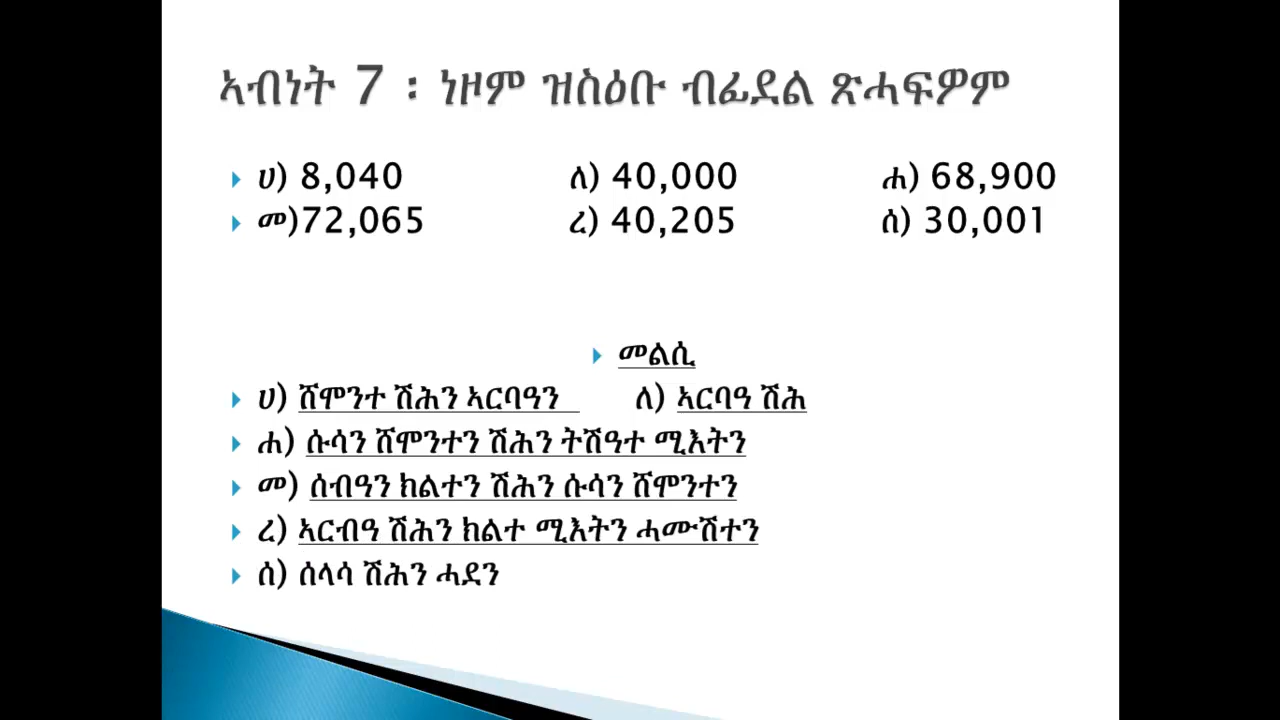 ኣብነት 7 ፡ ነዞም ዝስዕቡ ብፊደል ጽሓፍዎም
ሀ) 8,040 ለ) 40,000 ሐ) 68,900
መ)72,065 ረ) 40,205 ሰ) 30,001
መልሲ
ሀ) ሸሞንተ ሽሕን ኣርባዓን ለ) ኣርባዓ ሽሕ
ሐ) ሱሳን ሸሞንተን ሽሕን ትሽዓተ ሚእትን
መ) ሰብዓን ክልተን ሽሕን ሱሳን ሸሞንተን
ረ) ኣርብዓ ሽሕን ክልተ ሚእትን ሓሙሽተን
ሰ) ሰላሳ ሽሕን ሓደን